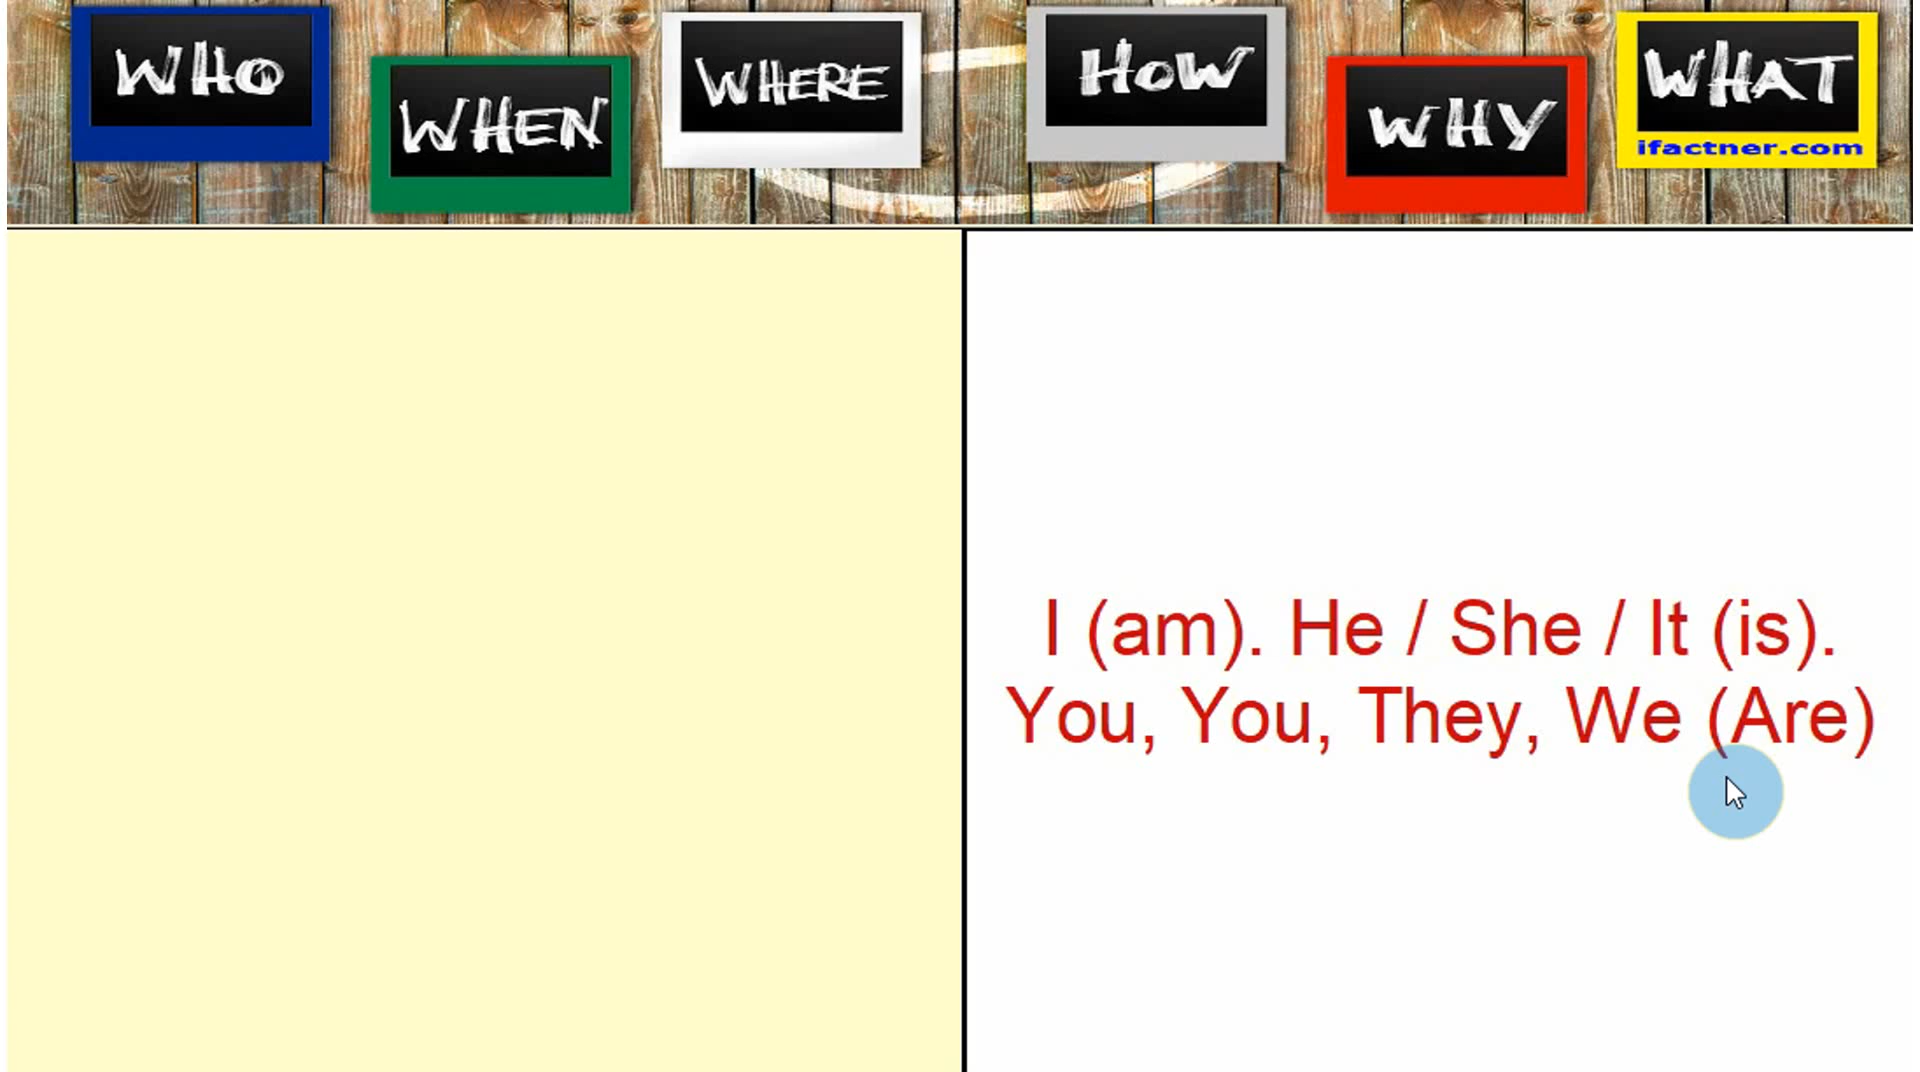 WHO
WHEN
WHERE
HOW
WHY
WHAT
ifactner.com
I (am). He / She / It (is).
You, You, They, We (Are)